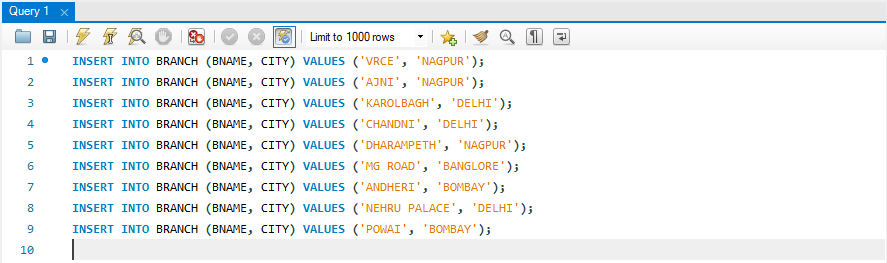 Query 1
Limit to 1000 rows
1 INSERT INTO BRANCH (BNAME, CITY) VALUES ('VRCE', 'NAGPUR');
2 INSERT INTO BRANCH (BNAME, CITY) VALUES ('AJNI', 'NAGPUR');
3 INSERT INTO BRANCH (BNAME, CITY) VALUES ('KAROLBAGH', 'DELHI');
4 INSERT INTO BRANCH (BNAME, CITY) VALUES ('CHANDNI', 'DELHI');
5 INSERT INTO BRANCH (BNAME, CITY) VALUES ('DHARAMPETH', 'NAGPUR');
6 INSERT INTO BRANCH (BNAME, CITY) VALUES ('MG ROAD', 'BANGLORE');
7 INSERT INTO BRANCH (BNAME, CITY) VALUES ('ANDHERI', 'BOMBAY');
8 INSERT INTO BRANCH (BNAME, CITY) VALUES ('NEHRU PALACE', 'DELHI');
9 INSERT INTO BRANCH (BNAME, CITY) VALUES ('POWAI', 'BOMBAY');
10